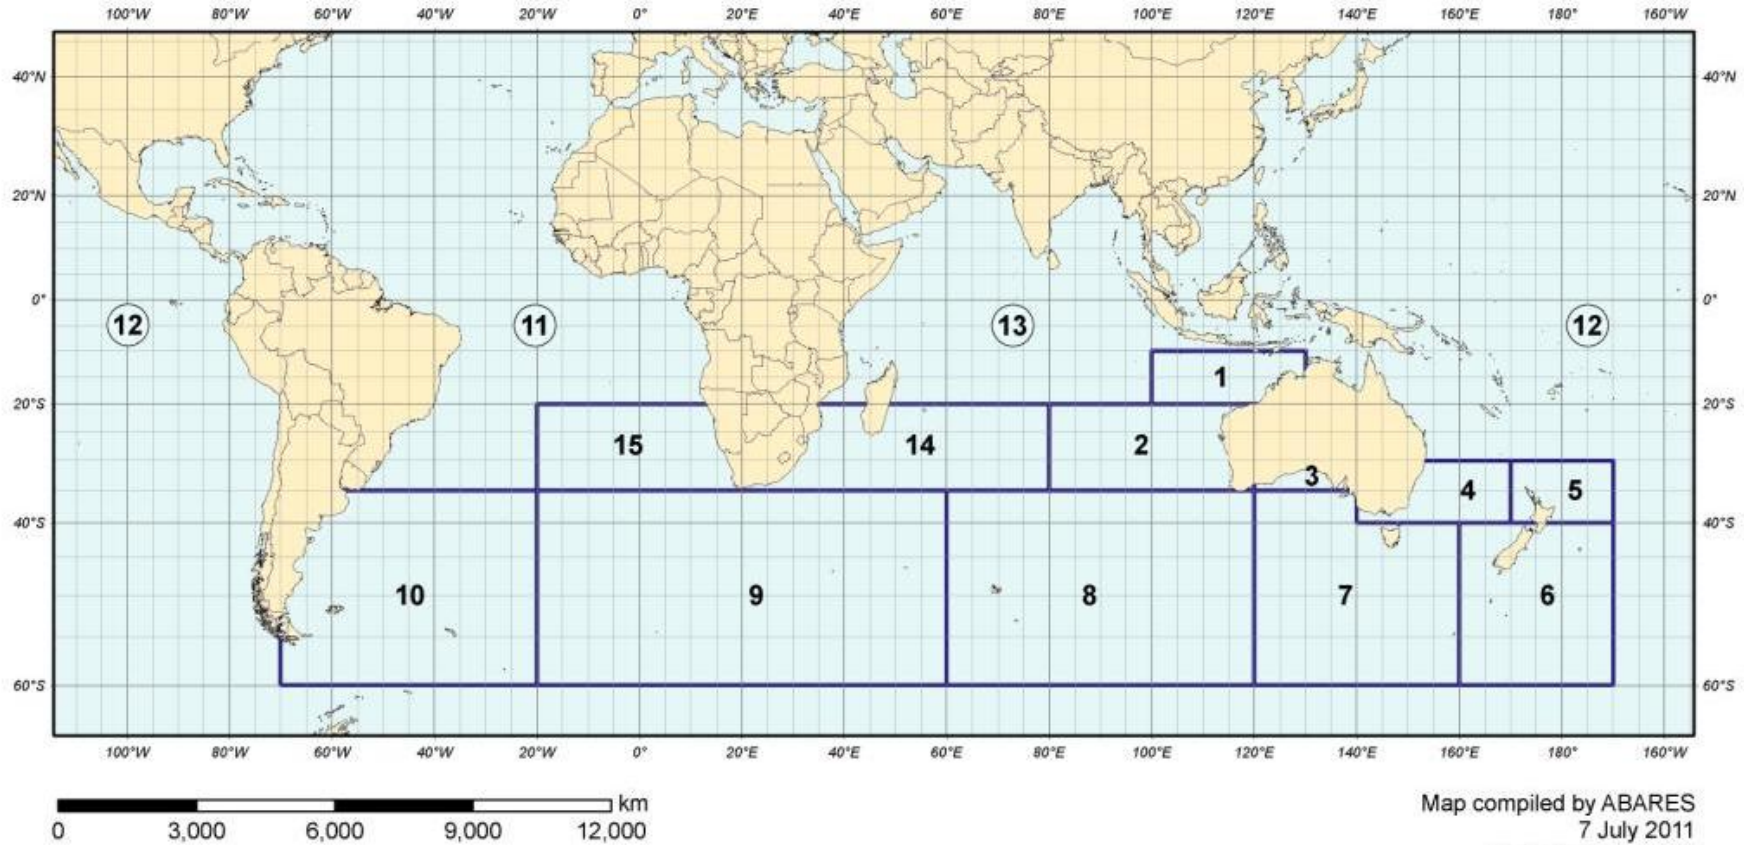 100°W 80°W 60°W 40°W 20°W 0° 20°E 40°E 60°E 80°E 100°E 120°E 140°E 160°E 180° 160°W
40°N 40°N
20°N 20°N
0° 0°
12 11 13 12
1
20°S 20°S
15 14 2
3
4 5
40°S 40°S
10 9 8 7 6
60°S 60°S
100°W 80°W 60°W 40°W 20°W 0° 20°E 40°E 60°E 80°E 100°E 120°E 140°E 160°E 180° 160°W
km
0 3,000 6,000 9,000 12,000
Map compiled by ABARES
7 July 2011